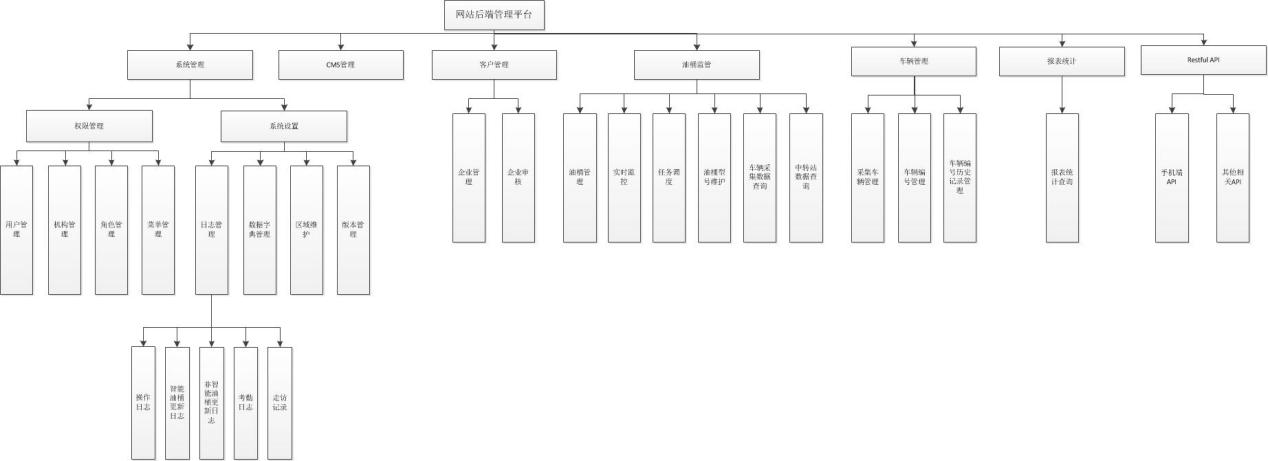 网站后端管理平台
系统管理
CMS管理
客户管理
油桶监管
车辆管理
报表统计
Restful API
权限管理
系统设置
企业管
理
企业审
核
油桶
管理
实时监
控
任务调
度
油桶型
号维护
车辆采
集数据
查询
中转站
数据查
询
采集车
辆管理
车辆编
号管理
车辆编
号历史
记录管
理
报表统
计查询
手机端
API
其他相
关API
用户管
理
机构管
理
角色管
理
菜单管
理
日志管
理
数据字
典管理
区域维
护
版本管
理
操作
日志
智能
油桶
更新
日志
非智
能油
桶更
新日
志
考勤
日志
走访
记录